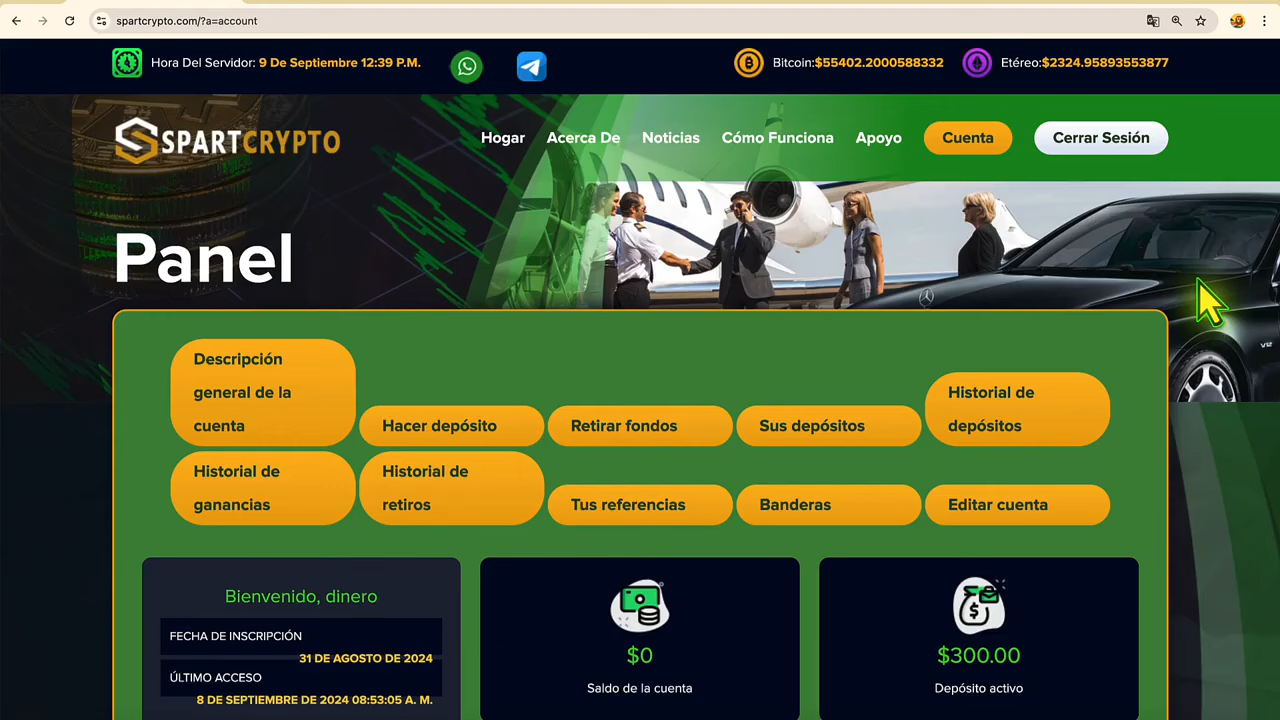 spartcrypto.com/?a=account
Hora Del Servidor: 9 De Septiembre 12:39 P.M.
Bitcoin:$55402.2000588332
Etéreo:$2324.95893553877
SPARTCRYPTO
Hogar
Acerca De
Noticias
Cómo Funciona
Apoyo
Cuenta
Cerrar Sesión
Panel
Descripción
general de la
cuenta
Hacer depósito
Retirar fondos
Sus depósitos
Historial de
depósitos
Historial de
ganancias
Historial de
retiros
Tus referencias
Banderas
Editar cuenta
Bienvenido, dinero
FECHA DE INSCRIPCIÓN
31 DE AGOSTO DE 2024
ÚLTIMO ACCESO
8 DE SEPTIEMBRE DE 2024 08:53:05 A. M.
$0
Saldo de la cuenta
$300.00
Depósito activo